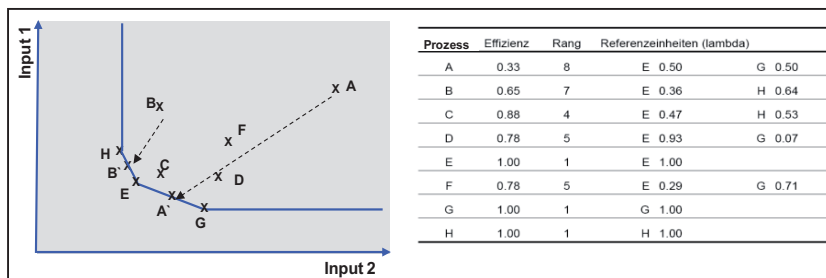 Input 1
A
B
F
H
C
B`
D
E
A`
G
Input 2
Prozess Effizienz Rang Referenzeinheiten (lambda)
A 0.33 8 E 0.50 G 0.50
B 0.65 7 E 0.36 H 0.64
C 0.88 4 E 0.47 H 0.53
D 0.78 5 E 0.93 G 0.07
E 1.00 1 E 1.00
F 0.78 5 E 0.29 G 0.71
G 1.00 1 G 1.00
H 1.00 1 H 1.00